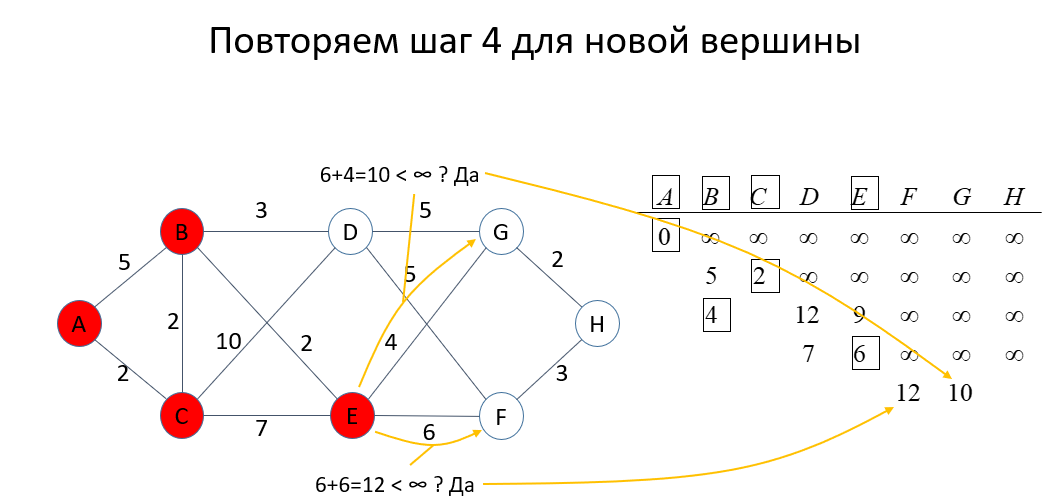 Повторяем шаг 4 для новой вершины
6+4=10 < ∞ ? Да
A B C D E F G H
0 ∞ ∞ ∞ ∞ ∞ ∞ ∞
5 2 ∞ ∞ ∞ ∞ ∞
4 12 9 ∞ ∞ ∞
7 6 ∞ ∞ ∞
12 10
3 5
B D G
5 5 2
A 2 H
10 2 4
2 3
C E F
7 6
6+6=12 < ∞ ? Да